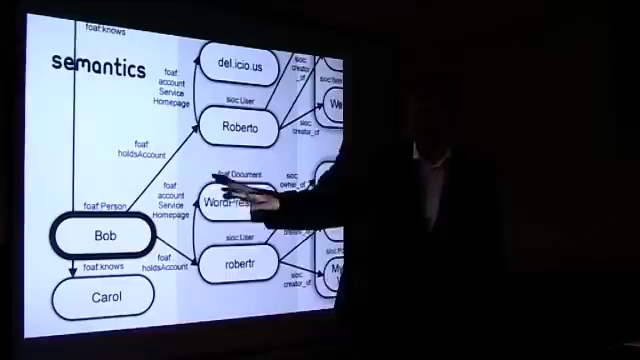 foaf:knows
semantics
foaf:
account
Service
Homepage
del.icio.us
sioc:
creator
_of
sioc:User
Roberto
sioc:
creator_of
foaf:
holdsAccount
foaf:Document
foaf:
account
Service
Homepage
sioc:
owner_of
foaf:Person
Bob
sioc:User
robertr
foaf:knows
foaf:
holdsAccount
sioc:
creator_of
Carol